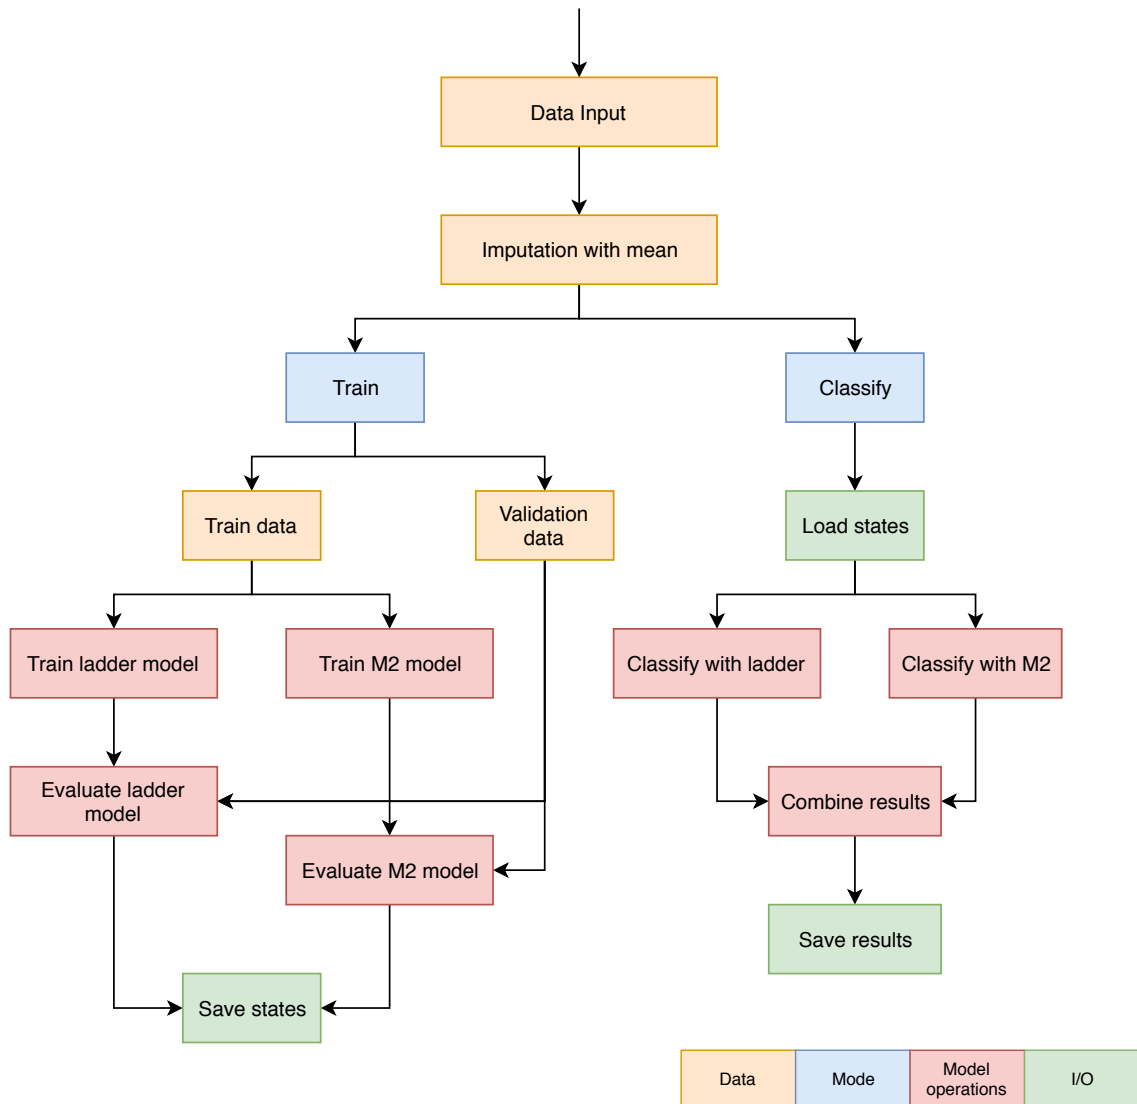 Data Input
Imputation with mean
Train
Classify
Train data
Validation
data
Load states
Train ladder model
Train M2 model
Classify with ladder
Classify with M2
Evaluate ladder
model
Combine results
Evaluate M2 model
Save results
Save states
Data
Mode
Model
operations
I/O